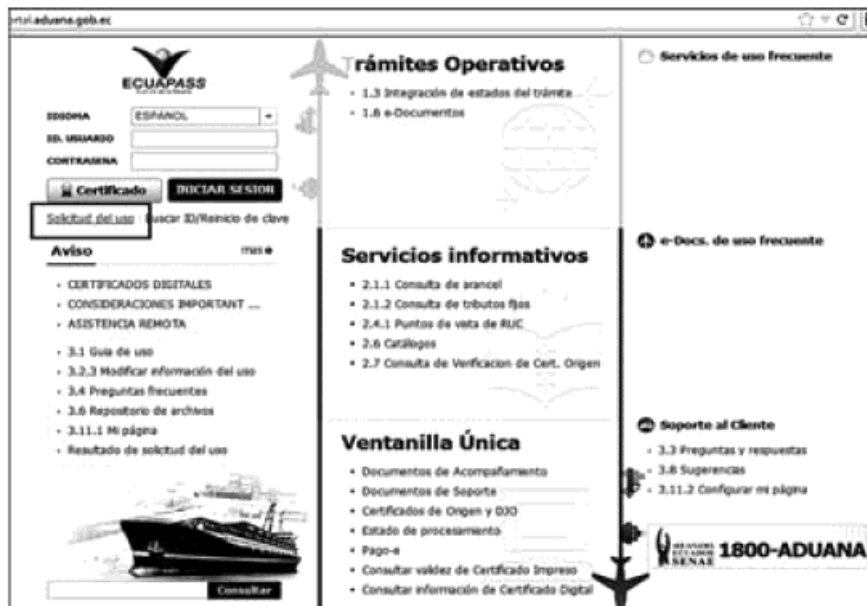 portal.aduana.gob.ec
ECUAPASS
IDIOMA ESPAÑOL
ID. USUARIO
CONTRASEÑA
Certificado INICIAR SESION
Solicitud del uso Buscar ID/Reinicio de clave
Aviso mas
CERTIFICADOS DIGITALES
CONSIDERACIONES IMPORTANT ...
ASISTENCIA REMOTA
3.1 Guia de uso
3.2.3 Modificar información del uso
3.4 Preguntas frecuentes
3.6 Repositorio de archivos
3.11.1 Mi página
Resultado de solicitud del uso
Consultar
Trámites Operativos
1.3 Integración de estados del trámite
1.6 e-Documentos
Servicios informativos
2.1.1 Consulta de arancel
2.1.2 Consulta de tributos fijos
2.4.1 Puntos de vista de RUC
2.6 Catálogos
2.7 Consulta de Verificacion de Cert. Origen
Ventanilla Única
Documentos de Acompañamiento
Documentos de Soporte
Certificados de Origen y DJO
Estado de procesamiento
Pago-e
Consultar validez de Certificado Impreso
Consultar información de Certificado Digital
Servicios de uso frecuente
e-Docs. de uso frecuente
Soporte al Cliente
3.3 Preguntas y respuestas
3.8 Sugerencias
3.11.2 Configurar mi página
SENAE 1800-ADUANA